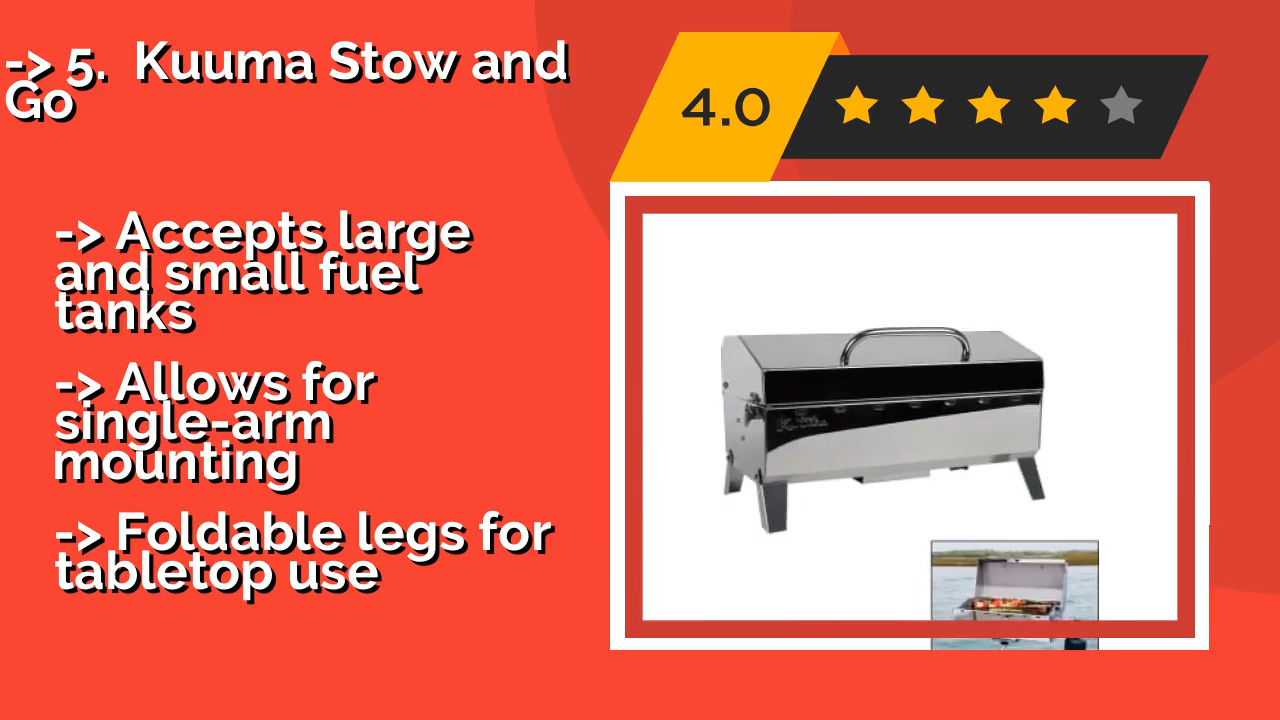 -> 5.  Kuuma Stow and
Go
4.0
-> Accepts large
and small fuel
tanks
-> Allows for
single-arm
mounting
-> Foldable legs for
tabletop use